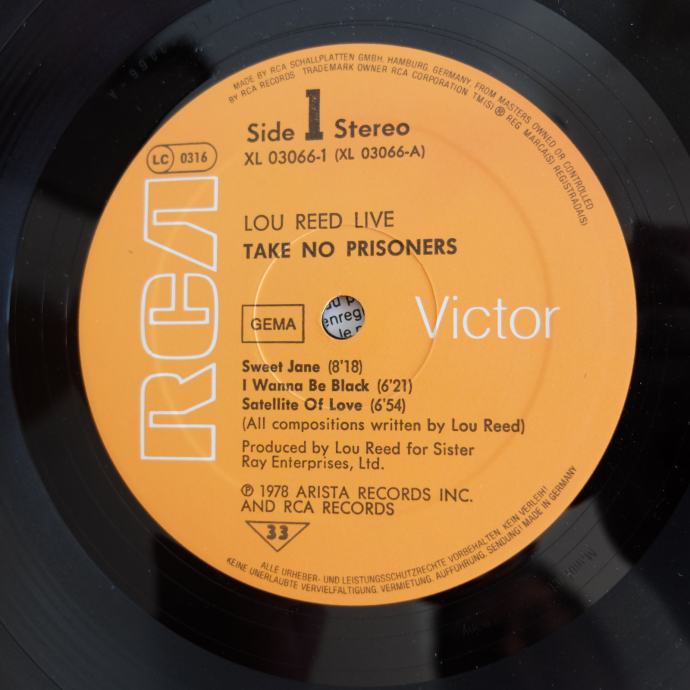 MADE BY RCA SCHALLPLATTEN GMBH, HAMBURG, GERMANY, FROM MASTERS OWNED OR CONTROLLED
BY RCA RECORDS TRADEMARK OWNER RCA CORPORATION. TM(S) ® REG. MARCA(S) REGISTRADA(S)
Side 1 Stereo
XL 03066-1 (XL 03066-A)
LC 0316
RCA
LOU REED LIVE
TAKE NO PRISONERS
GEMA
enreg
le
Victor
Sweet Jane (8'18)
I Wanna Be Black (6'21)
Satellite Of Love (6'54)
(All compositions written by Lou Reed)
Produced by Lou Reed for Sister
Ray Enterprises, Ltd.
℗ 1978 ARISTA RECORDS INC.
AND RCA RECORDS
33
ALLE URHEBER- UND LEISTUNGSSCHUTZRECHTE VORBEHALTEN. KEIN VERLEIH!
KEINE UNERLAUBTE VERVIELFÄLTIGUNG, VERMIETUNG, AUFFÜHRUNG, SENDUNG! MADE IN GERMANY